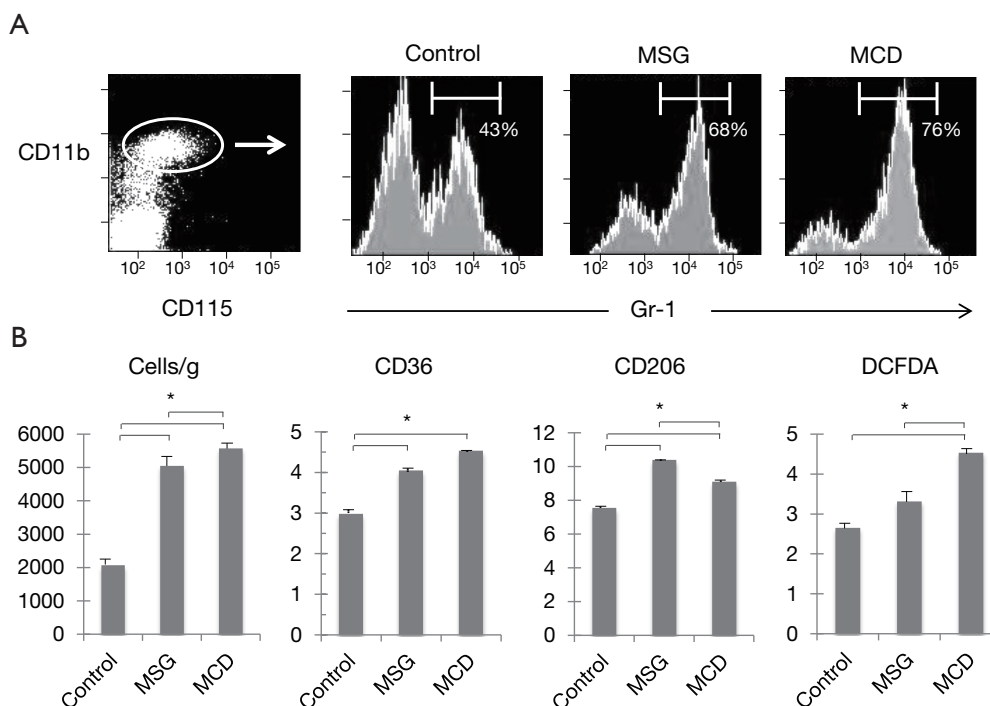 A
Control MSG MCD
CD11b
43% 68% 76%
10² 10³ 10⁴ 10⁵ 10² 10³ 10⁴ 10⁵ 10² 10³ 10⁴ 10⁵ 10² 10³ 10⁴ 10⁵
CD115 Gr-1
B
Cells/g
*
6000
5000
4000
3000
2000
1000
0
Control MSG MCD
CD36
*
5
4
3
2
1
0
Control MSG MCD
CD206
*
12
10
8
6
4
2
0
Control MSG MCD
DCFDA
*
5
4
3
2
1
0
Control MSG MCD